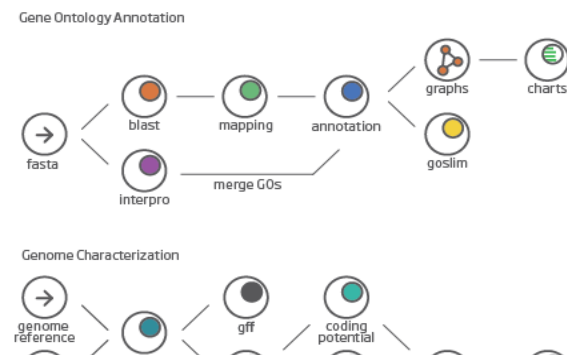 Gene Ontology Annotation
graphs
charts
blast
mapping
annotation
fasta
goslim
interpro
merge GOs
Genome Characterization
genome
reference
gff
coding
potential